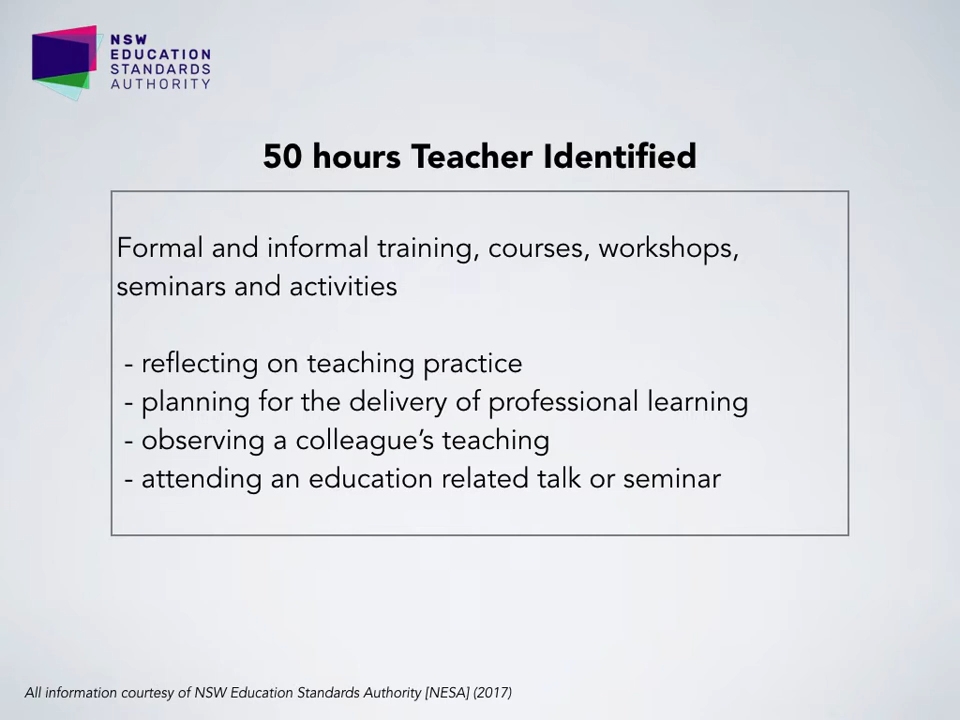 NSW
EDUCATION
STANDARDS
AUTHORITY
50 hours Teacher Identified
Formal and informal training, courses, workshops,
seminars and activities
- reflecting on teaching practice
- planning for the delivery of professional learning
- observing a colleague’s teaching
- attending an education related talk or seminar
All information courtesy of NSW Education Standards Authority [NESA] (2017)